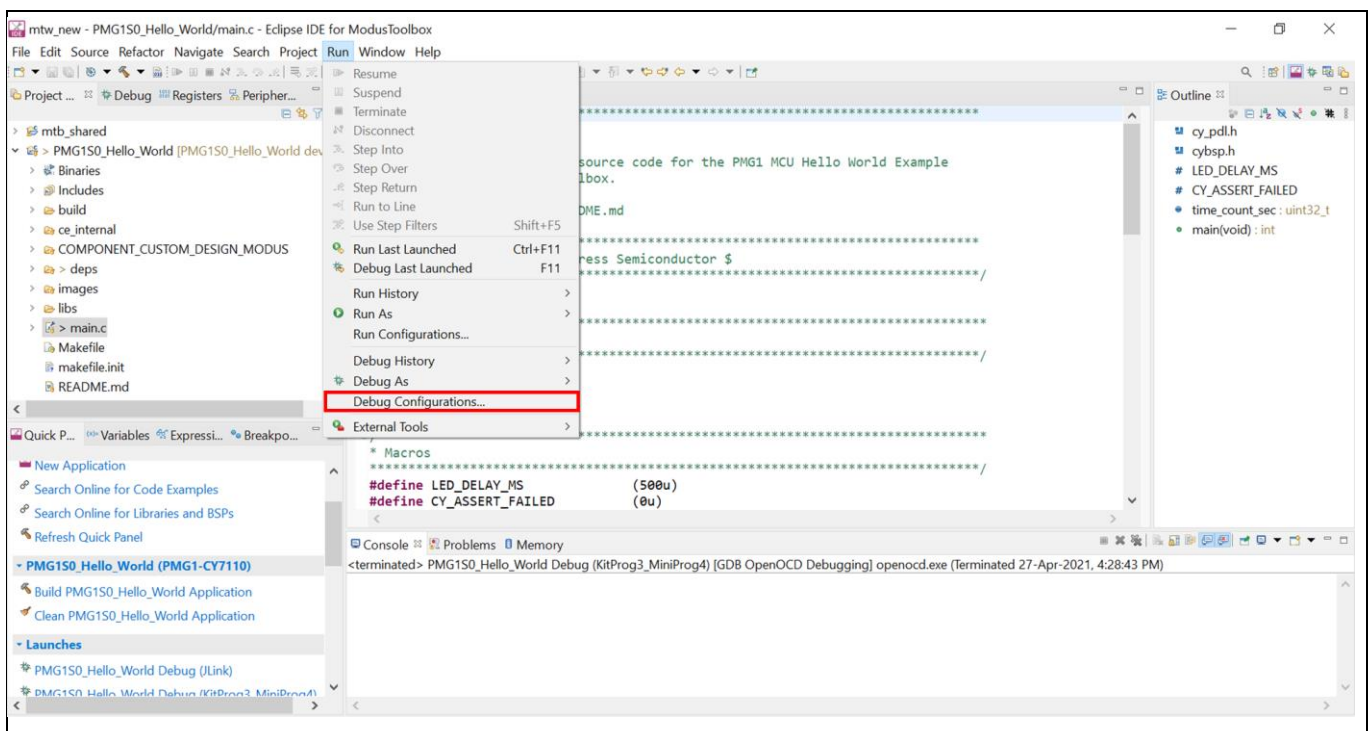 mtw_new - PMG1S0_Hello_World/main.c - Eclipse IDE for ModusToolbox
File Edit Source Refactor Navigate Search Project Run Window Help
Project ... Debug Registers Peripher...
mtb_shared
> PMG1S0_Hello_World [PMG1S0_Hello_World dev
Binaries
Includes
build
ce_internal
COMPONENT_CUSTOM_DESIGN_MODUS
> deps
images
libs
> main.c
Makefile
makefile.init
README.md
Resume
Suspend
Terminate
Disconnect
Step Into
Step Over
Step Return
Run to Line
Use Step Filters Shift+F5
Run Last Launched Ctrl+F11
Debug Last Launched F11
Run History
Run As
Run Configurations...
Debug History
Debug As
Debug Configurations...
External Tools
source code for the PMG1 MCU Hello World Example
lbox.
DME.md
ress Semiconductor $
* Macros
#define LED_DELAY_MS (500u)
#define CY_ASSERT_FAILED (0u)
Outline
cy_pdl.h
cybsp.h
LED_DELAY_MS
CY_ASSERT_FAILED
time_count_sec : uint32_t
main(void) : int
Quick P... Variables Expressi... Breakpo...
New Application
Search Online for Code Examples
Search Online for Libraries and BSPs
Refresh Quick Panel
PMG1S0_Hello_World (PMG1-CY7110)
Build PMG1S0_Hello_World Application
Clean PMG1S0_Hello_World Application
Launches
PMG1S0_Hello_World Debug (JLink)
PMG1S0_Hello_World Debug (KitProg3_MiniProg4)
Console Problems Memory
<terminated> PMG1S0_Hello_World Debug (KitProg3_MiniProg4) [GDB OpenOCD Debugging] openocd.exe (Terminated 27-Apr-2021, 4:28:43 PM)